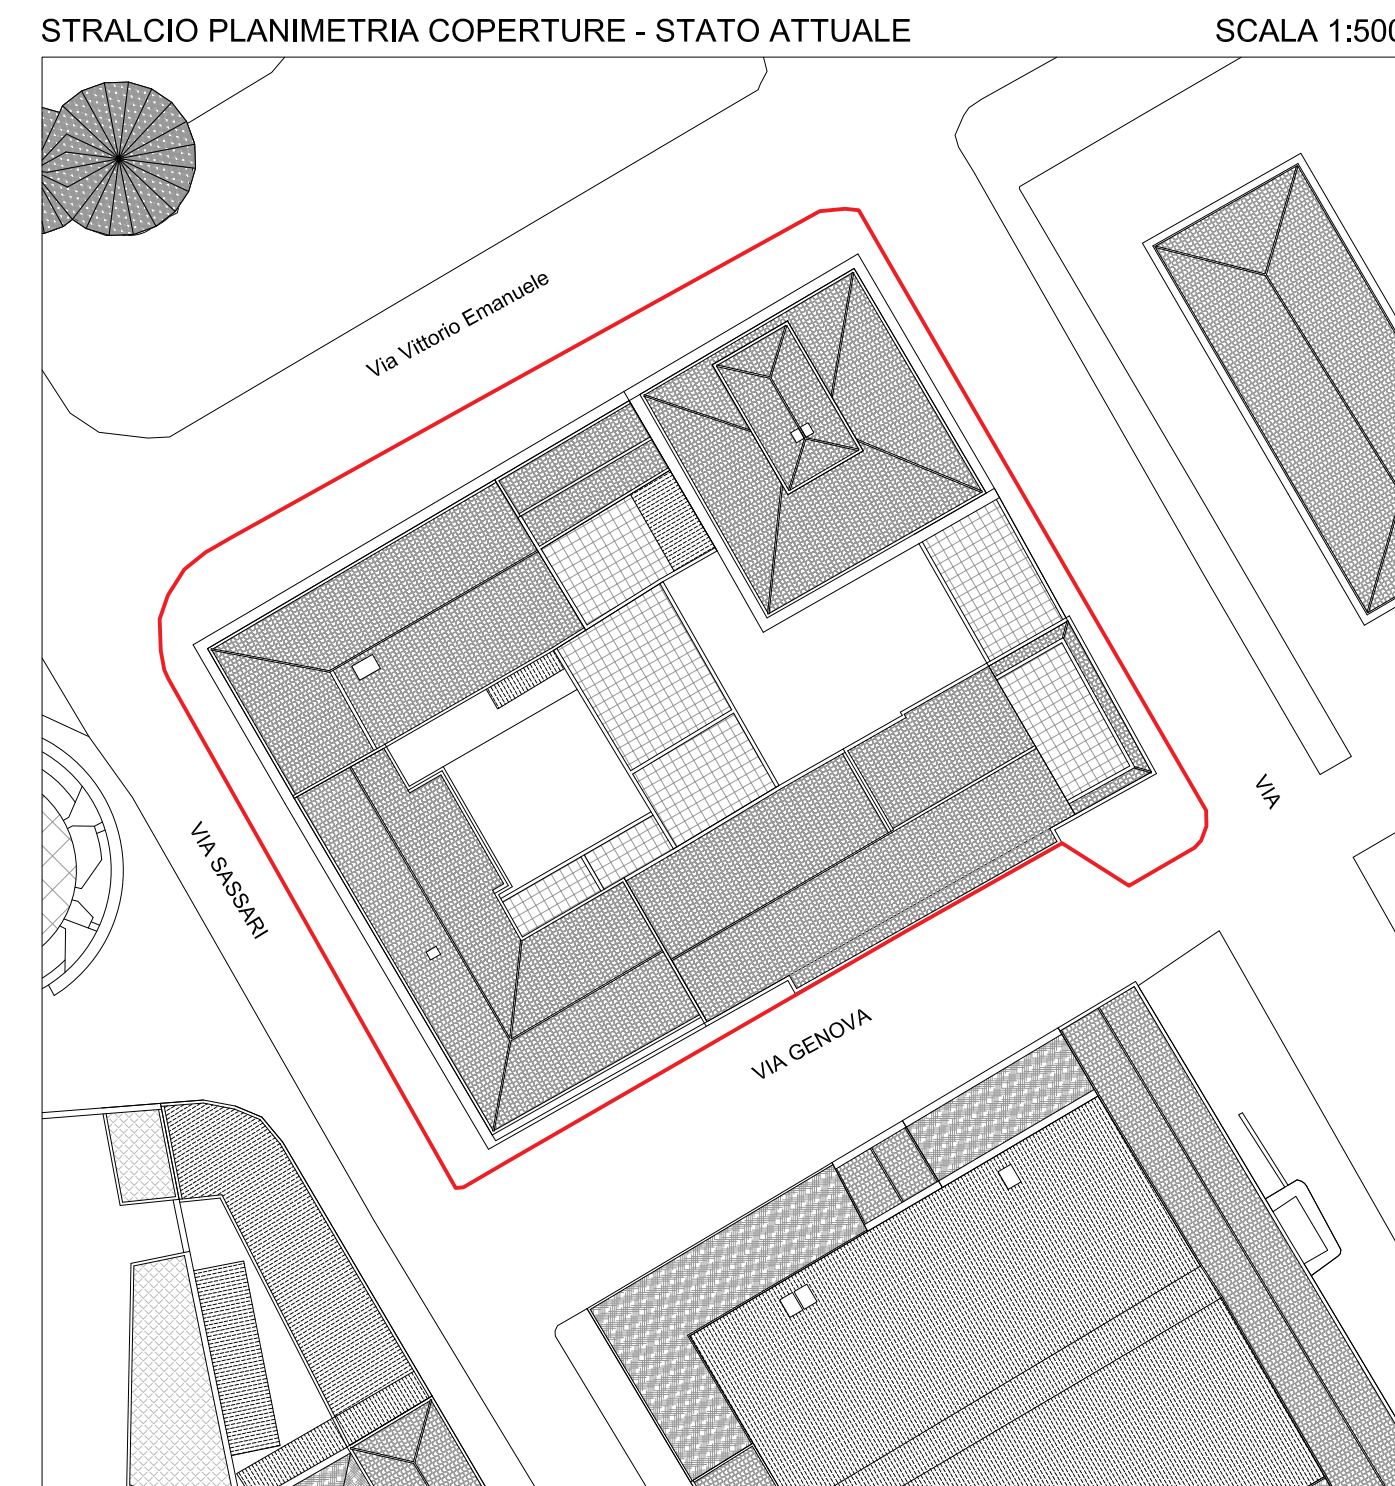 STRALCIO PLANIMETRIA COPERTURE - STATO ATTUALE
SCALA 1:500
Via Vittorio Emanuele
VIA
VIA SASSARI
VIA GENOVA